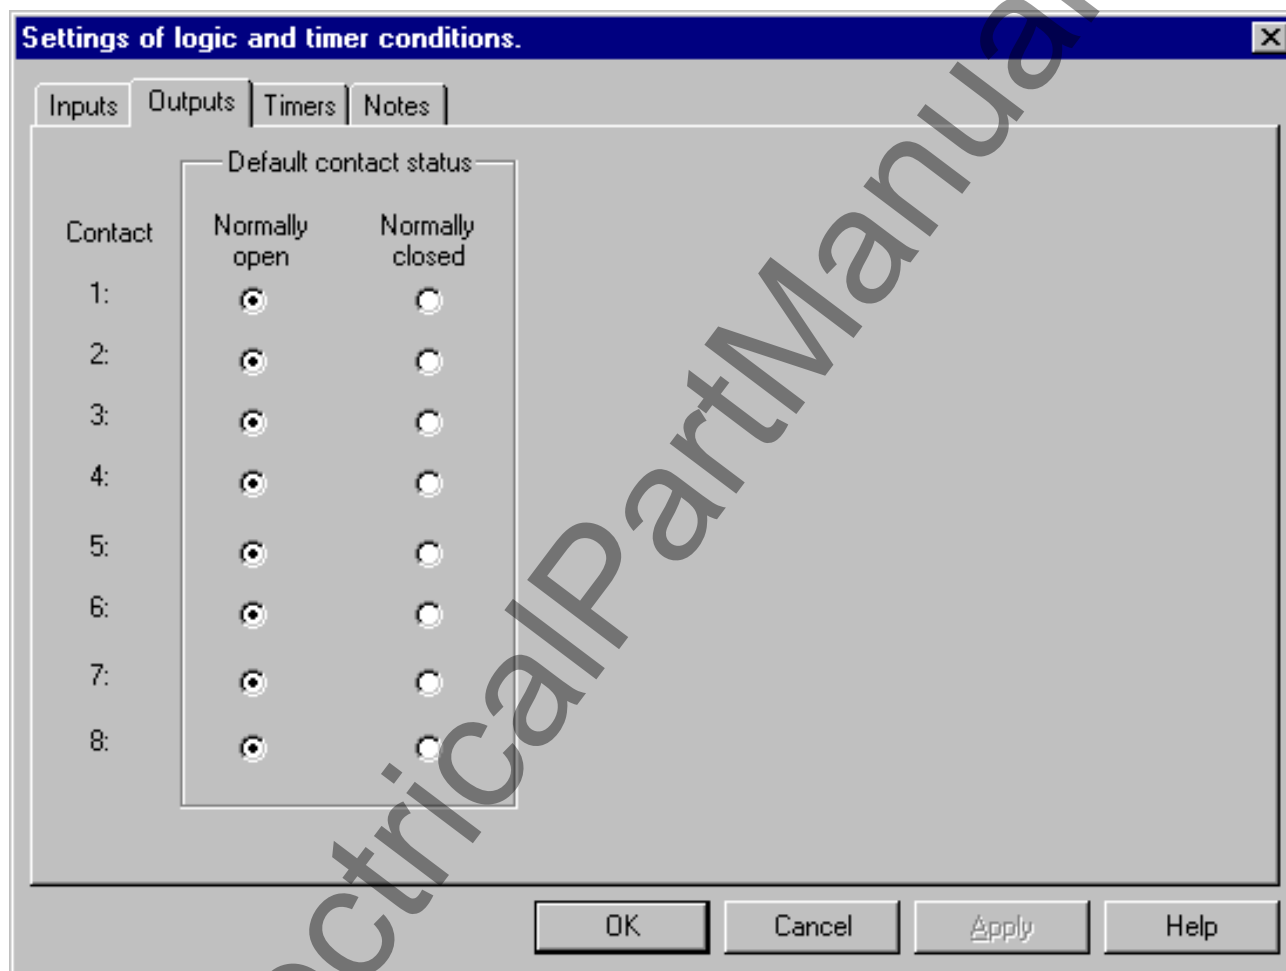 Settings of logic and timer conditions.
Inputs Outputs Timers Notes
Default contact status
Contact Normally open Normally closed
1:
2:
3:
4:
5:
6:
7:
8:
OK Cancel Apply Help
ectricalPartManua